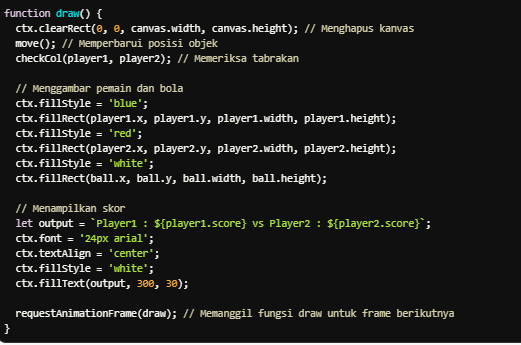 function draw() {
  ctx.clearRect(0, 0, canvas.width, canvas.height); // Menghapus kanvas
  move(); // Memperbarui posisi objek
  checkCol(player1, player2); // Memeriksa tabrakan

  // Menggambar pemain dan bola
  ctx.fillStyle = 'blue';
  ctx.fillRect(player1.x, player1.y, player1.width, player1.height);
  ctx.fillStyle = 'red';
  ctx.fillRect(player2.x, player2.y, player2.width, player2.height);
  ctx.fillStyle = 'white';
  ctx.fillRect(ball.x, ball.y, ball.width, ball.height);

  // Menampilkan skor
  let output = `Player1 : ${player1.score} vs Player2 : ${player2.score}`;
  ctx.font = '24px arial';
  ctx.textAlign = 'center';
  ctx.fillStyle = 'white';
  ctx.fillText(output, 300, 30);

  requestAnimationFrame(draw); // Memanggil fungsi draw untuk frame berikutnya
}